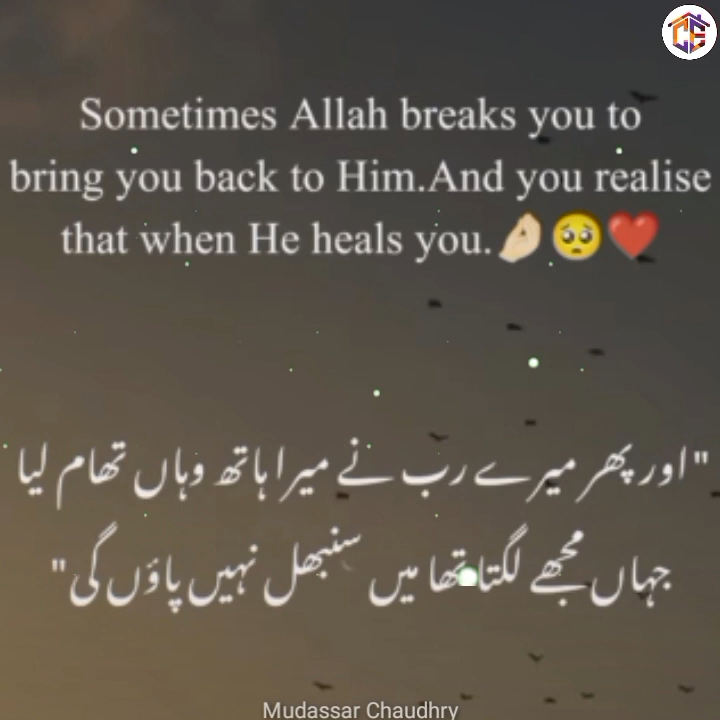 CE
Sometimes Allah breaks you to
bring you back to Him.And you realise
that when He heals you.🤌🏻🥺❤️
"اور پھر میرے رب نے میرا ہاتھ وہاں تھام لیا
جہاں مجھے لگتا تھا میں سنبھل نہیں پاؤں گی"
Mudassar Chaudhry